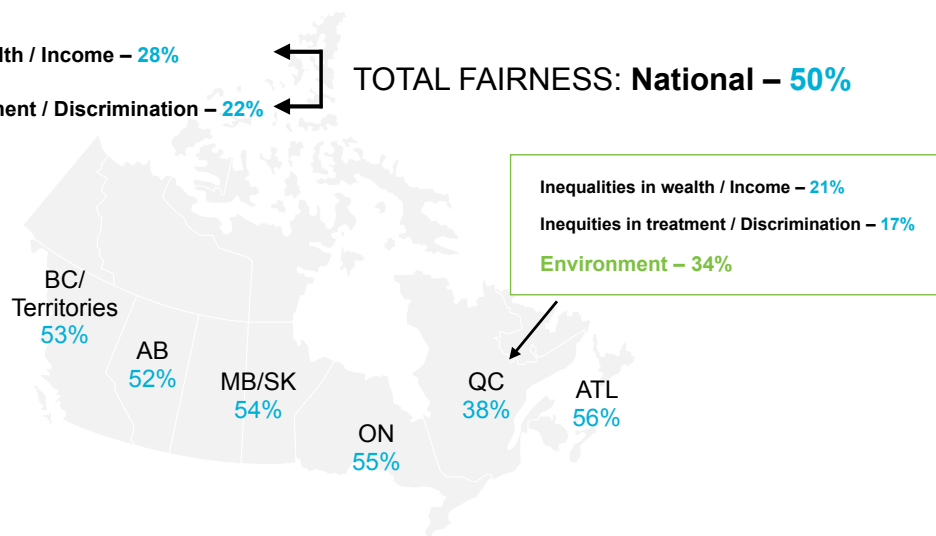 lth / Income – 28%
TOTAL FAIRNESS: National – 50%
ment / Discrimination – 22%
Inequalities in wealth / Income – 21%
Inequities in treatment / Discrimination – 17%
Environment – 34%
BC/
Territories
53%
AB
52%
MB/SK
54%
ON
55%
QC
38%
ATL
56%